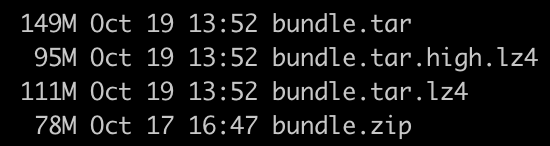 149M Oct 19 13:52 bundle.tar
95M Oct 19 13:52 bundle.tar.high.lz4
111M Oct 19 13:52 bundle.tar.lz4
78M Oct 17 16:47 bundle.zip